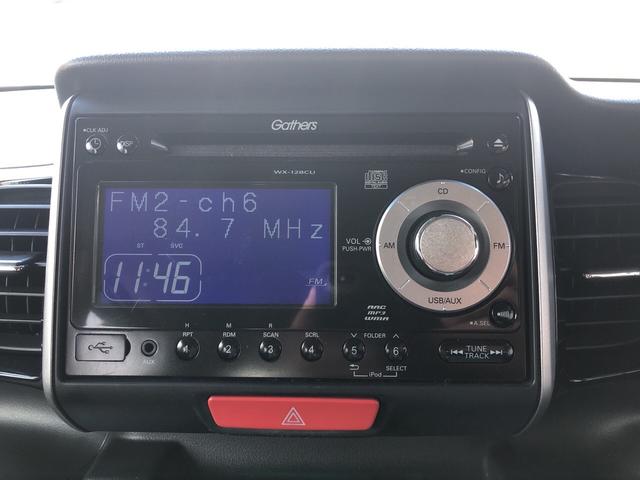 Gathers
CLK ADJ
DSP
WX-128CU
CONFIG
FM2-ch6
84.7 MHz
ST SVC
11:46
FM
VOL
PUSH-PWR
CD
AM
FM
USB/AUX
AAC
MP3
WMA
A.SEL
H M R
RPT RDM SCAN SCRL FOLDER
2 3 4 5 6
AUX
iPod
SELECT
TUNE
TRACK